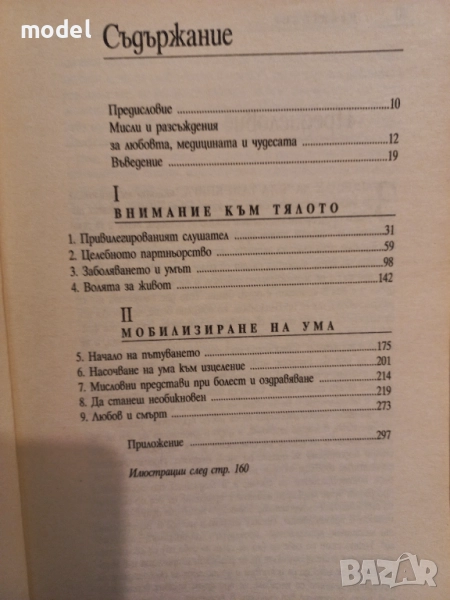 model
Съдържание
Предисловие 10
Мисли и разсъждения
за любовта, медицината и чудесата 12
Въведение 19
I
ВНИМАНИЕ КЪМ ТЯЛОТО
1. Привилегированият слушател 31
2. Целебното партньорство 59
3. Заболяването и умът 98
4. Волята за живот 142
II
МОБИЛИЗИРАНЕ НА УМА
5. Начало на пътуването 175
6. Насочване на ума към изцеление 201
7. Мисловни представи при болест и оздравяване 214
8. Да станеш необикновен 219
9. Любов и смърт 273
Приложение 297
Илюстрации след стр. 160
BAZAR